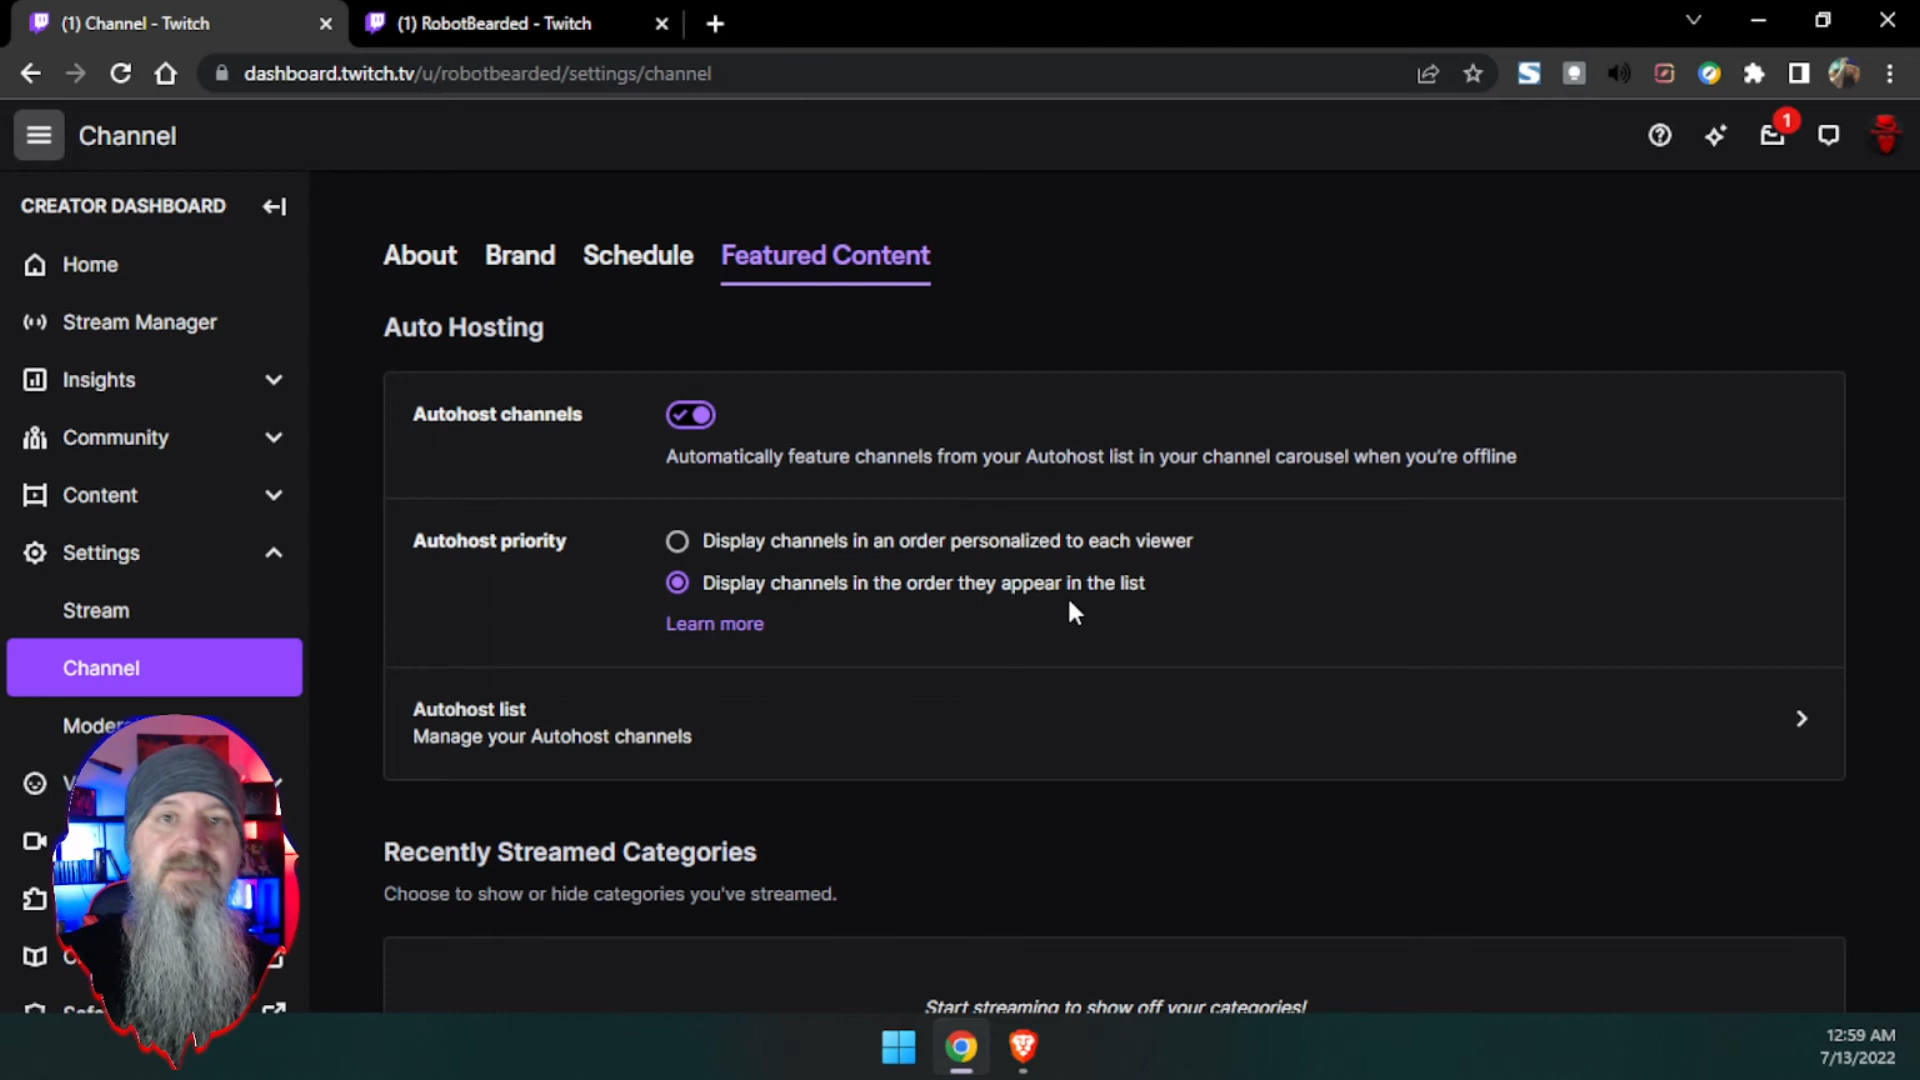 (1) Channel - Twitch
(1) RobotBearded - Twitch
dashboard.twitch.tv/u/robotbearded/settings/channel
Channel
1
CREATOR DASHBOARD
Home
Stream Manager
Insights
Community
Content
Settings
Stream
Channel
About Brand Schedule Featured Content
Auto Hosting
Autohost channels
Automatically feature channels from your Autohost list in your channel carousel when you're offline
Autohost priority
Display channels in an order personalized to each viewer
Display channels in the order they appear in the list
Learn more
Autohost list
Manage your Autohost channels
Recently Streamed Categories
Choose to show or hide categories you've streamed.
Start streaming to show off your categories!
12:59 AM
7/13/2022